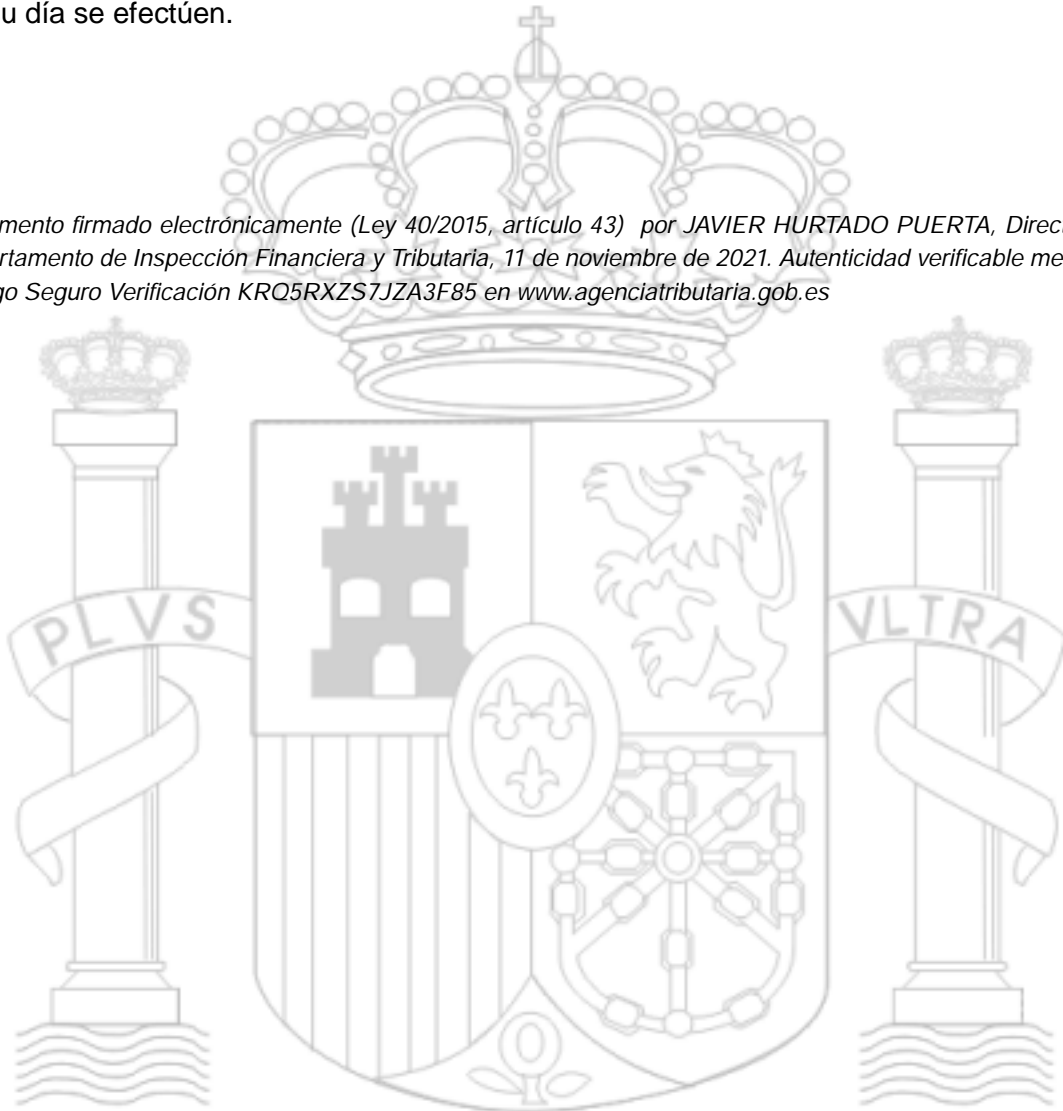 u día se efectúen.
mento firmado electrónicamente (Ley 40/2015, artículo 43) por JAVIER HURTADO PUERTA, Direc
rtamento de Inspección Financiera y Tributaria, 11 de noviembre de 2021. Autenticidad verificable me
go Seguro Verificación KRQ5RXZS7JZA3F85 en www.agenciatributaria.gob.es
PLVS
VLTRA